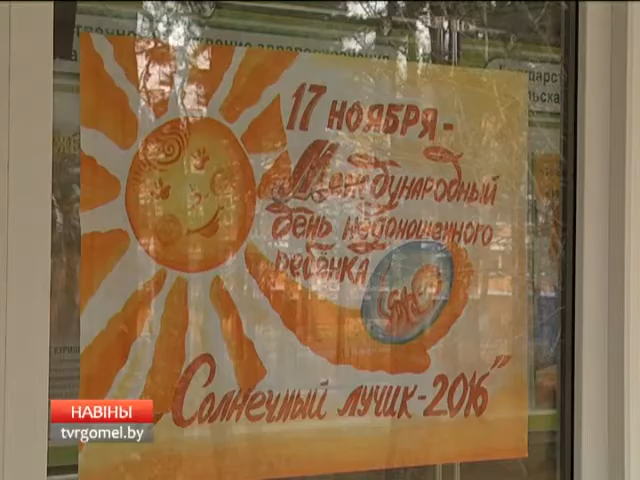 17 ноября -
Международный
день недоношенного
ребёнка
Солнечный лучик - 2016"
НАВІНЫ
tvrgomel.by